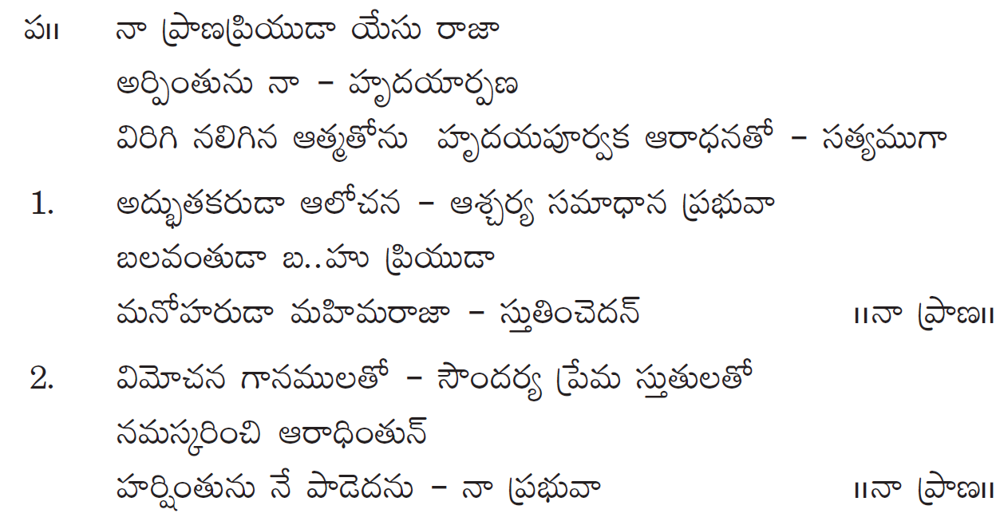 ప॥ నా ప్రాణప్రియుడా యేసు రాజా
అర్పింతును నా - హృదయార్పణ
విరిగి నలిగిన ఆత్మతోను హృదయపూర్వక ఆరాధనతో - సత్యముగా
1. అద్భుతకరుడా ఆలోచన - ఆశ్చర్య సమాధాన ప్రభువా
బలవంతుడా బ..హు ప్రియుడా
మనోహరుడా మహిమరాజా - స్తుతించెదన్ ॥నా ప్రాణ॥
2. విమోచన గానములతో - సౌందర్య ప్రేమ స్తుతులతో
నమస్కరించి ఆరాధింతున్
హర్షింతును నే పాడెదను - నా ప్రభువా ॥నా ప్రాణ॥